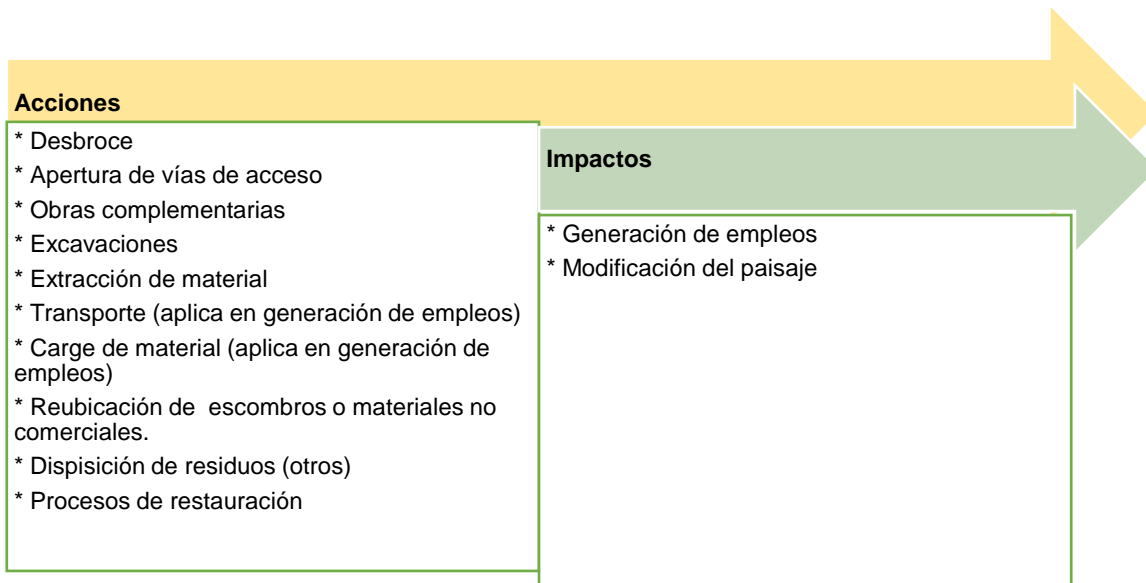 Acciones
* Desbroce
* Apertura de vías de acceso
* Obras complementarias
* Excavaciones
* Extracción de material
* Transporte (aplica en generación de empleos)
* Carge de material (aplica en generación de
empleos)
* Reubicación de  escombros o materiales no
comerciales.
* Dispisición de residuos (otros)
* Procesos de restauración
Impactos
* Generación de empleos
* Modificación del paisaje